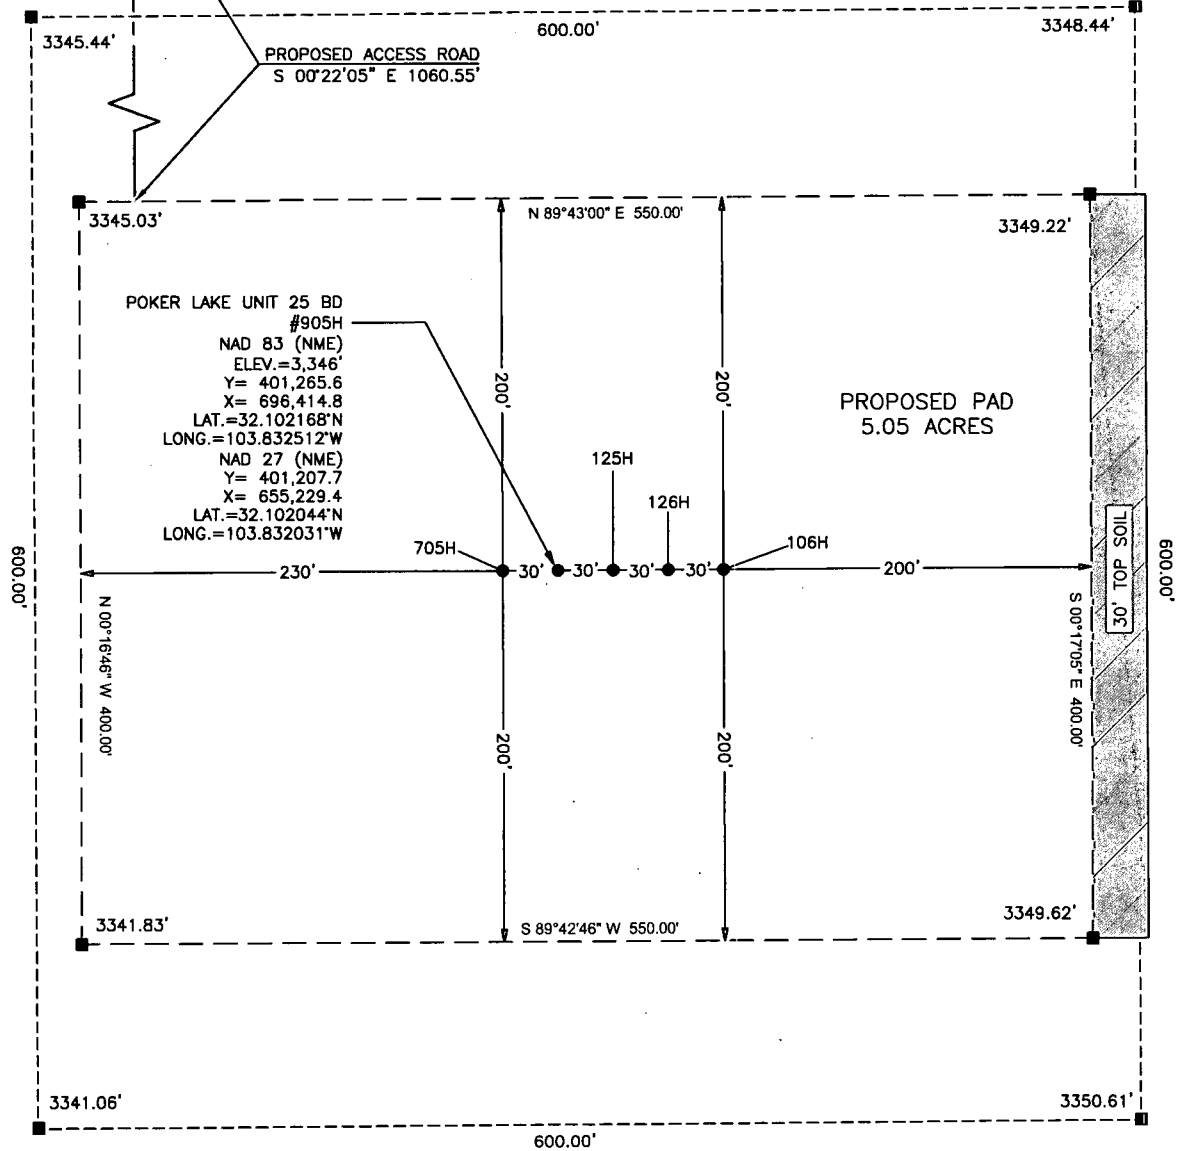 600.00'
3345.44'
3348.44'
PROPOSED ACCESS ROAD
S 00°22'05" E 1060.55'
3345.03'
N 89°43'00" E 550.00'
3349.22'
POKER LAKE UNIT 25 BD
#905H
NAD 83 (NME)
ELEV.=3,346'
Y= 401,265.6
X= 696,414.8
LAT.=32.102168°N
LONG.=103.832512°W
NAD 27 (NME)
Y= 401,207.7
X= 655,229.4
LAT.=32.102044°N
LONG.=103.832031°W
200'
200'
PROPOSED PAD
5.05 ACRES
125H
126H
705H
106H
600.00'
230'
30'
30'
30'
30'
200'
30' TOP SOIL
600.00'
N 00°16'46" W 400.00'
S 00°17'05" E 400.00'
200'
200'
3341.83'
S 89°42'46" W 550.00'
3349.62'
3341.06'
3350.61'
600.00'